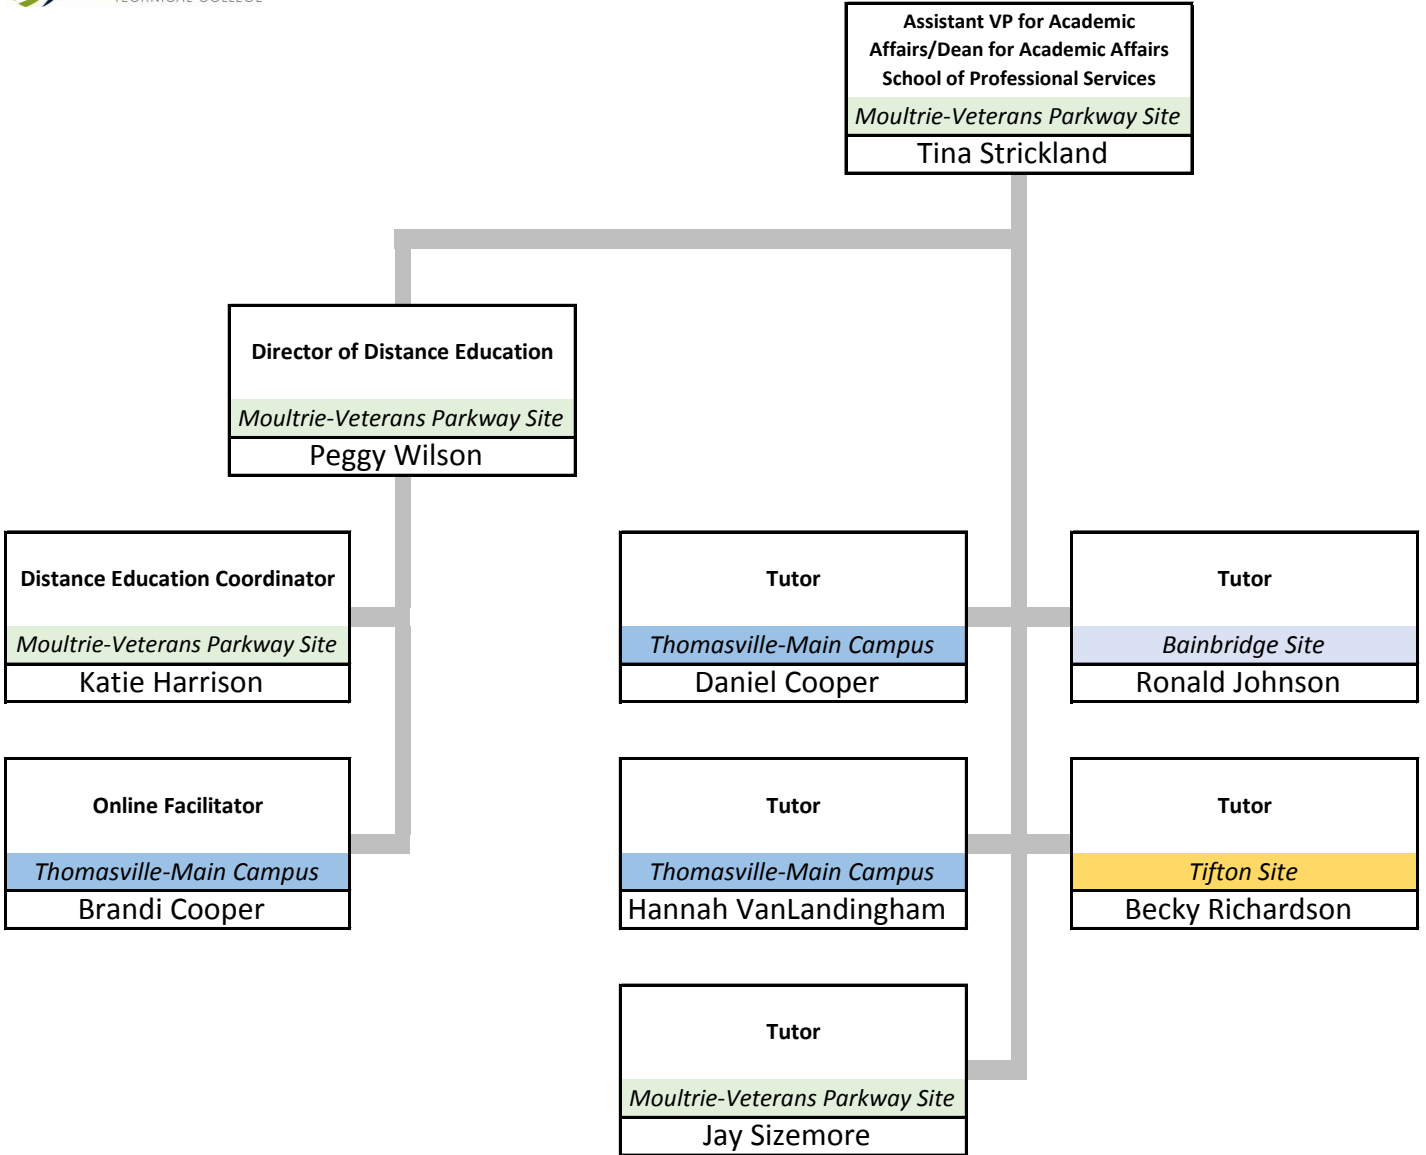 TECHNICAL COLLEGE
Assistant VP for Academic
Affairs/Dean for Academic Affairs
School of Professional Services
Moultrie-Veterans Parkway Site
Tina Strickland
Director of Distance Education
Moultrie-Veterans Parkway Site
Peggy Wilson
Distance Education Coordinator
Moultrie-Veterans Parkway Site
Katie Harrison
Tutor
Thomasville-Main Campus
Daniel Cooper
Tutor
Bainbridge Site
Ronald Johnson
Online Facilitator
Thomasville-Main Campus
Brandi Cooper
Tutor
Thomasville-Main Campus
Hannah VanLandingham
Tutor
Tifton Site
Becky Richardson
Tutor
Moultrie-Veterans Parkway Site
Jay Sizemore